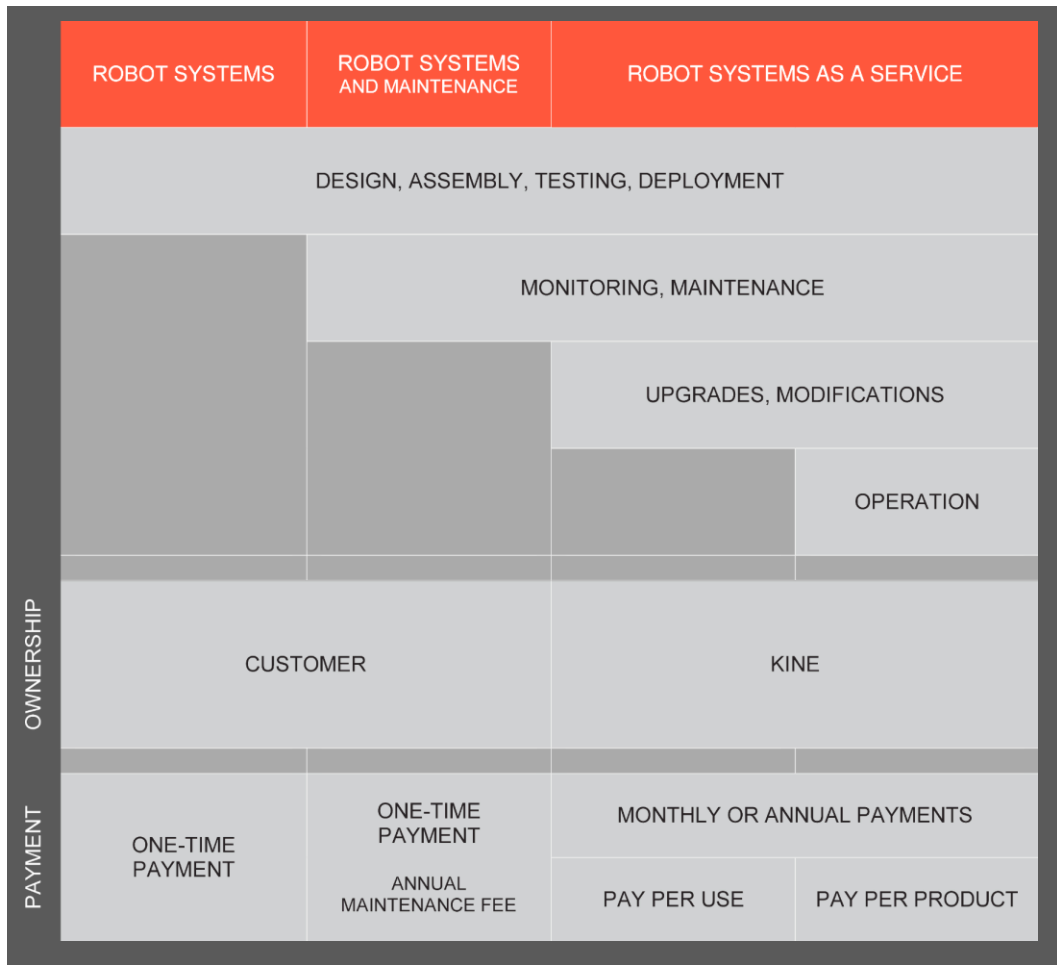 ROBOT SYSTEMS
ROBOT SYSTEMS
AND MAINTENANCE
ROBOT SYSTEMS AS A SERVICE
DESIGN, ASSEMBLY, TESTING, DEPLOYMENT
MONITORING, MAINTENANCE
UPGRADES, MODIFICATIONS
OPERATION
OWNERSHIP
CUSTOMER
KINE
PAYMENT
ONE-TIME
PAYMENT
ONE-TIME
PAYMENT
ANNUAL
MAINTENANCE FEE
MONTHLY OR ANNUAL PAYMENTS
PAY PER USE
PAY PER PRODUCT